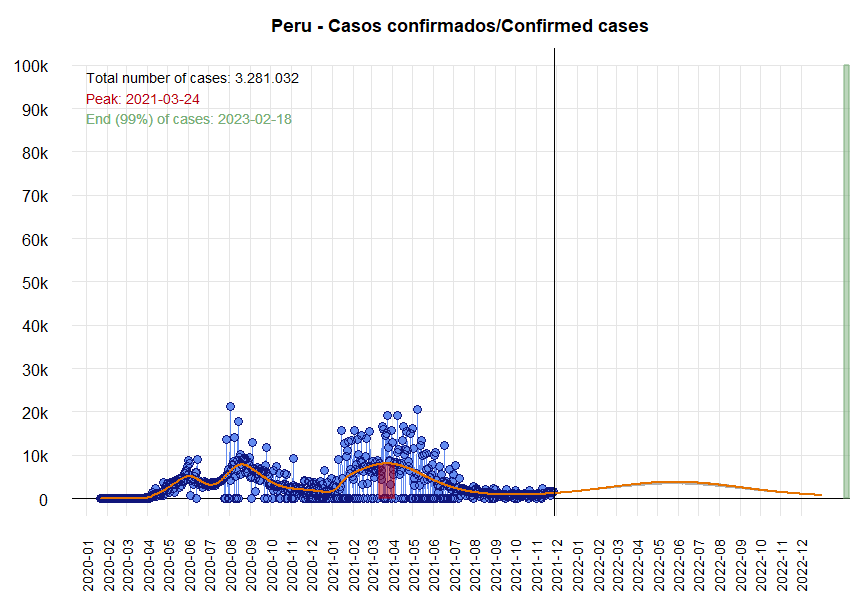 Peru - Casos confirmados/Confirmed cases
100k
90k
80k
70k
60k
50k
40k
30k
20k
10k
0
Total number of cases: 3.281.032
Peak: 2021-03-24
End (99%) of cases: 2023-02-18
2020-01
2020-02
2020-03
2020-04
2020-05
2020-06
2020-07
2020-08
2020-09
2020-10
2020-11
2020-12
2021-01
2021-02
2021-03
2021-04
2021-05
2021-06
2021-07
2021-08
2021-09
2021-10
2021-11
2021-12
2022-01
2022-02
2022-03
2022-04
2022-05
2022-06
2022-07
2022-08
2022-09
2022-10
2022-11
2022-12